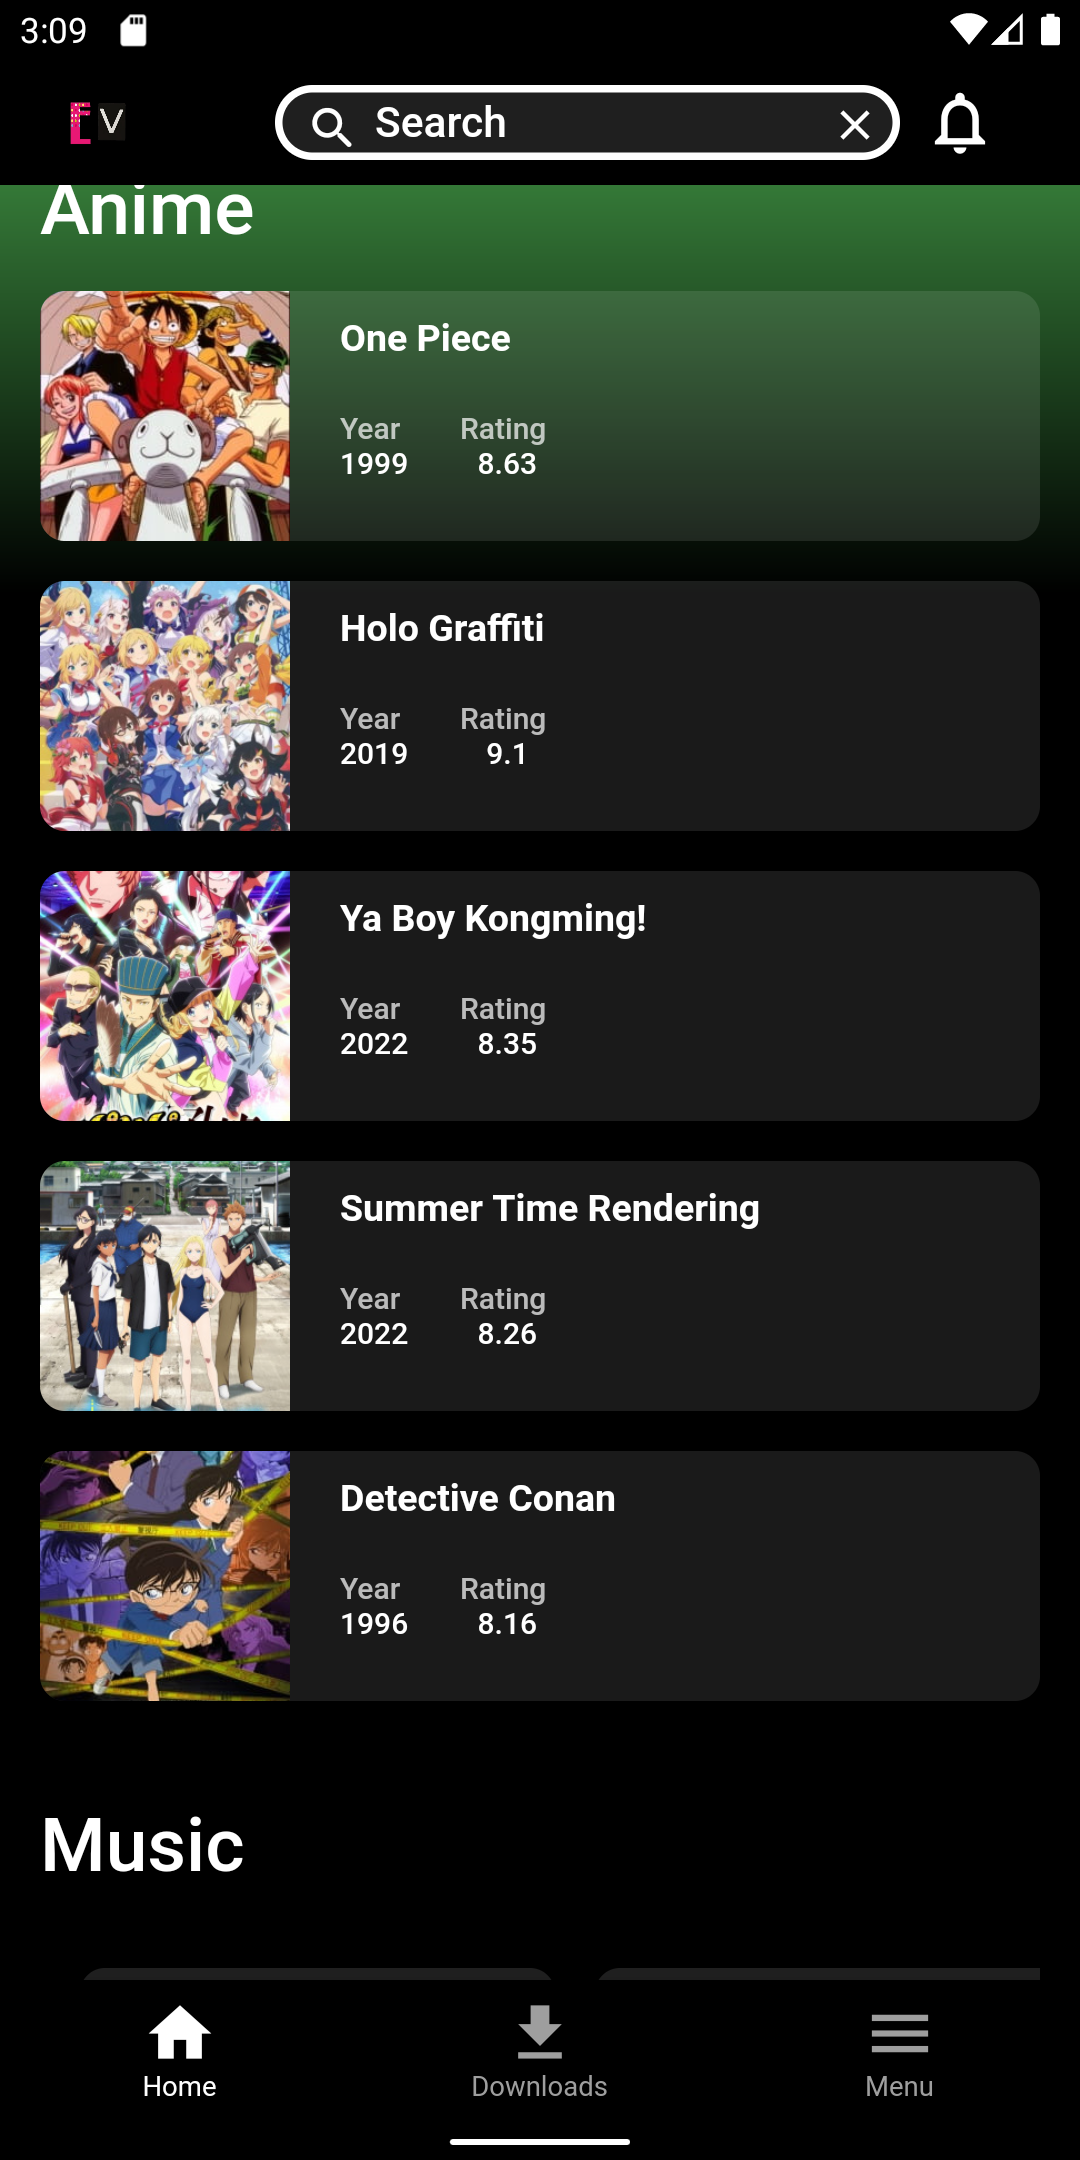 3:09
EV
Search
Anime
One Piece
Year Rating
1999 8.63
Holo Graffiti
Year Rating
2019 9.1
Ya Boy Kongming!
Year Rating
2022 8.35
Summer Time Rendering
Year Rating
2022 8.26
Detective Conan
Year Rating
1996 8.16
Music
Home Downloads Menu